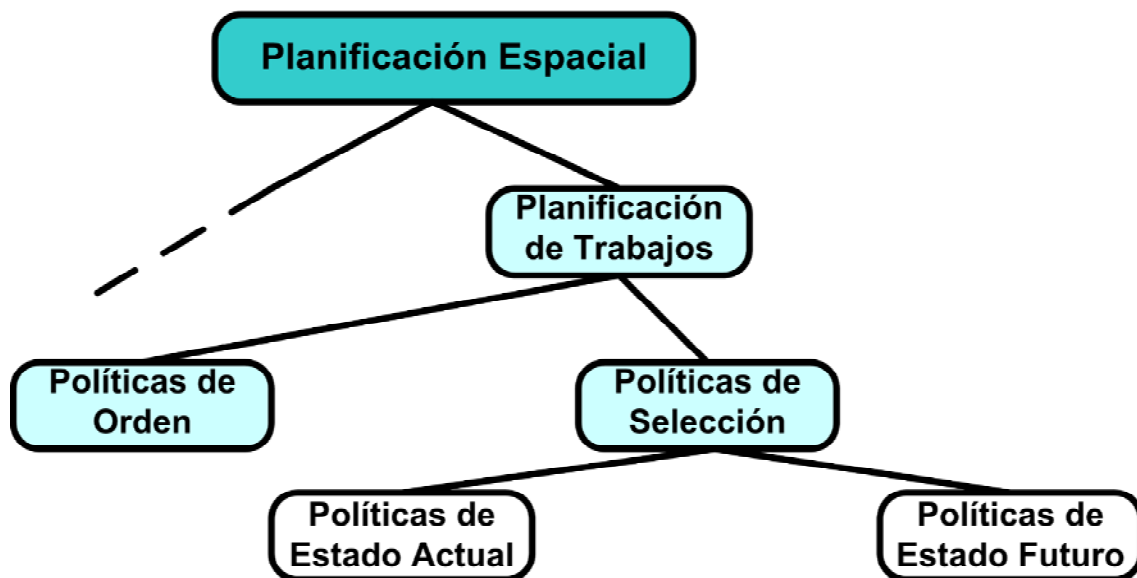 Planificación Espacial
Planificación
de Trabajos
Políticas de
Orden
Políticas de
Selección
Políticas de
Estado Actual
Políticas de
Estado Futuro